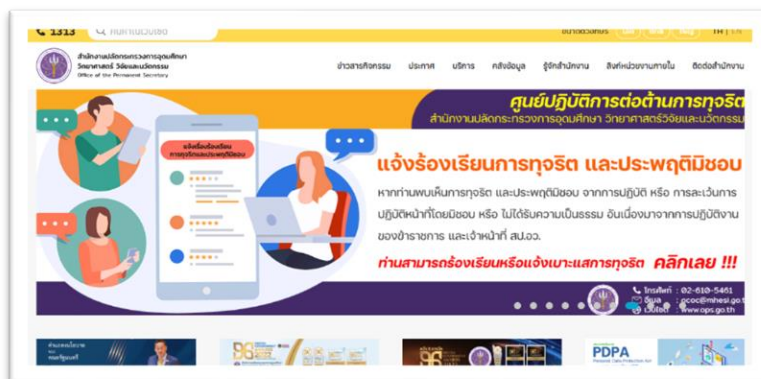 1313
ค้นหาในเว็บไซต์
ขนาดตัวอักษร
TH | EN
สำนักงานปลัดกระทรวงการอุดมศึกษา
วิทยาศาสตร์ วิจัยและนวัตกรรม
Office of the Permanent Secretary
ข่าวสารกิจกรรม ประกาศ บริการ คลังข้อมูล รู้จักสำนักงาน ลิงก์หน่วยงานภายใน ติดต่อสำนักงาน
ศูนย์ปฏิบัติการต่อต้านการทุจริต
สำนักงานปลัดกระทรวงการอุดมศึกษา วิทยาศาสตร์วิจัยและนวัตกรรม
แจ้งเรื่องร้องเรียน
การทุจริตและประพฤติมิชอบ
แจ้งร้องเรียนการทุจริต และประพฤติมิชอบ
หากท่านพบเห็นการทุจริต และประพฤติมิชอบ จากการปฏิบัติ หรือ การละเว้นการ
ปฏิบัติหน้าที่โดยมิชอบ หรือ ไม่ได้รับความเป็นธรรม อันเนื่องมาจากการปฏิบัติงาน
ของข้าราชการ และเจ้าหน้าที่ สป.อว.
ท่านสามารถร้องเรียนหรือแจ้งเบาะแสการทุจริต คลิกเลย !!!
โทรศัพท์ : 02-610-5461
อีเมล : ococ@mhesi.go.t
เว็บไซต์ : www.ops.go.th
PDPA